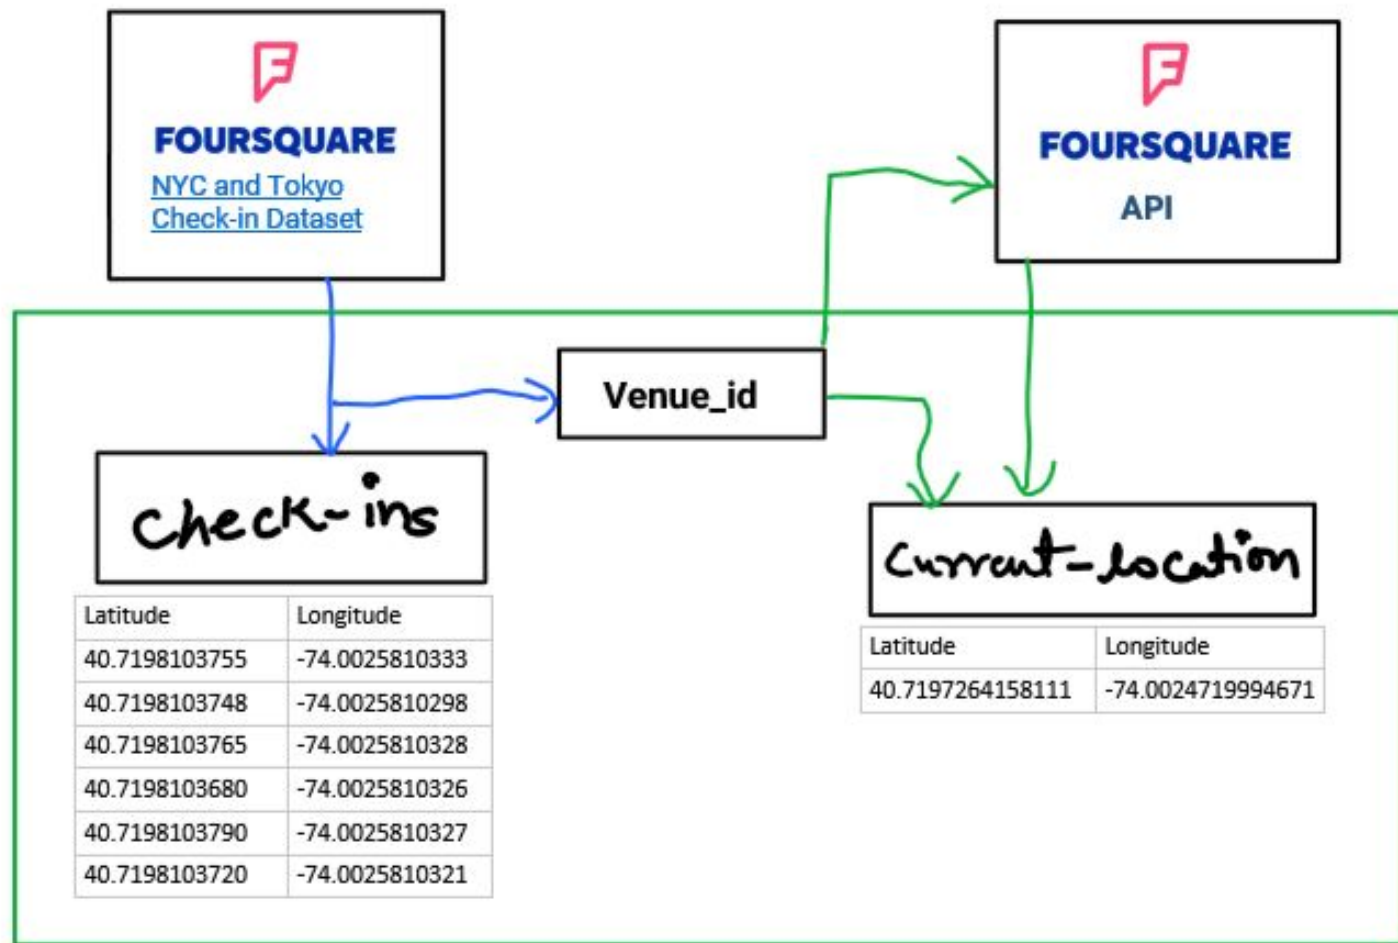 FOURSQUARE
NYC and Tokyo
Check-in Dataset
FOURSQUARE
API
Venue_id
Check-ins
Latitude Longitude
40.7198103755 -74.0025810333
40.7198103748 -74.0025810298
40.7198103765 -74.0025810328
40.7198103680 -74.0025810326
40.7198103790 -74.0025810327
40.7198103720 -74.0025810321
Current-location
Latitude Longitude
40.7197264158111 -74.0024719994671